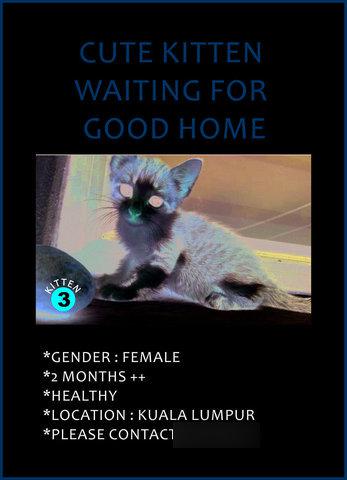 CUTE KITTEN
WAITING FOR
GOOD HOME
KITTEN
3
*GENDER : FEMALE
*2 MONTHS ++
*HEALTHY
*LOCATION : KUALA LUMPUR
*PLEASE CONTACT